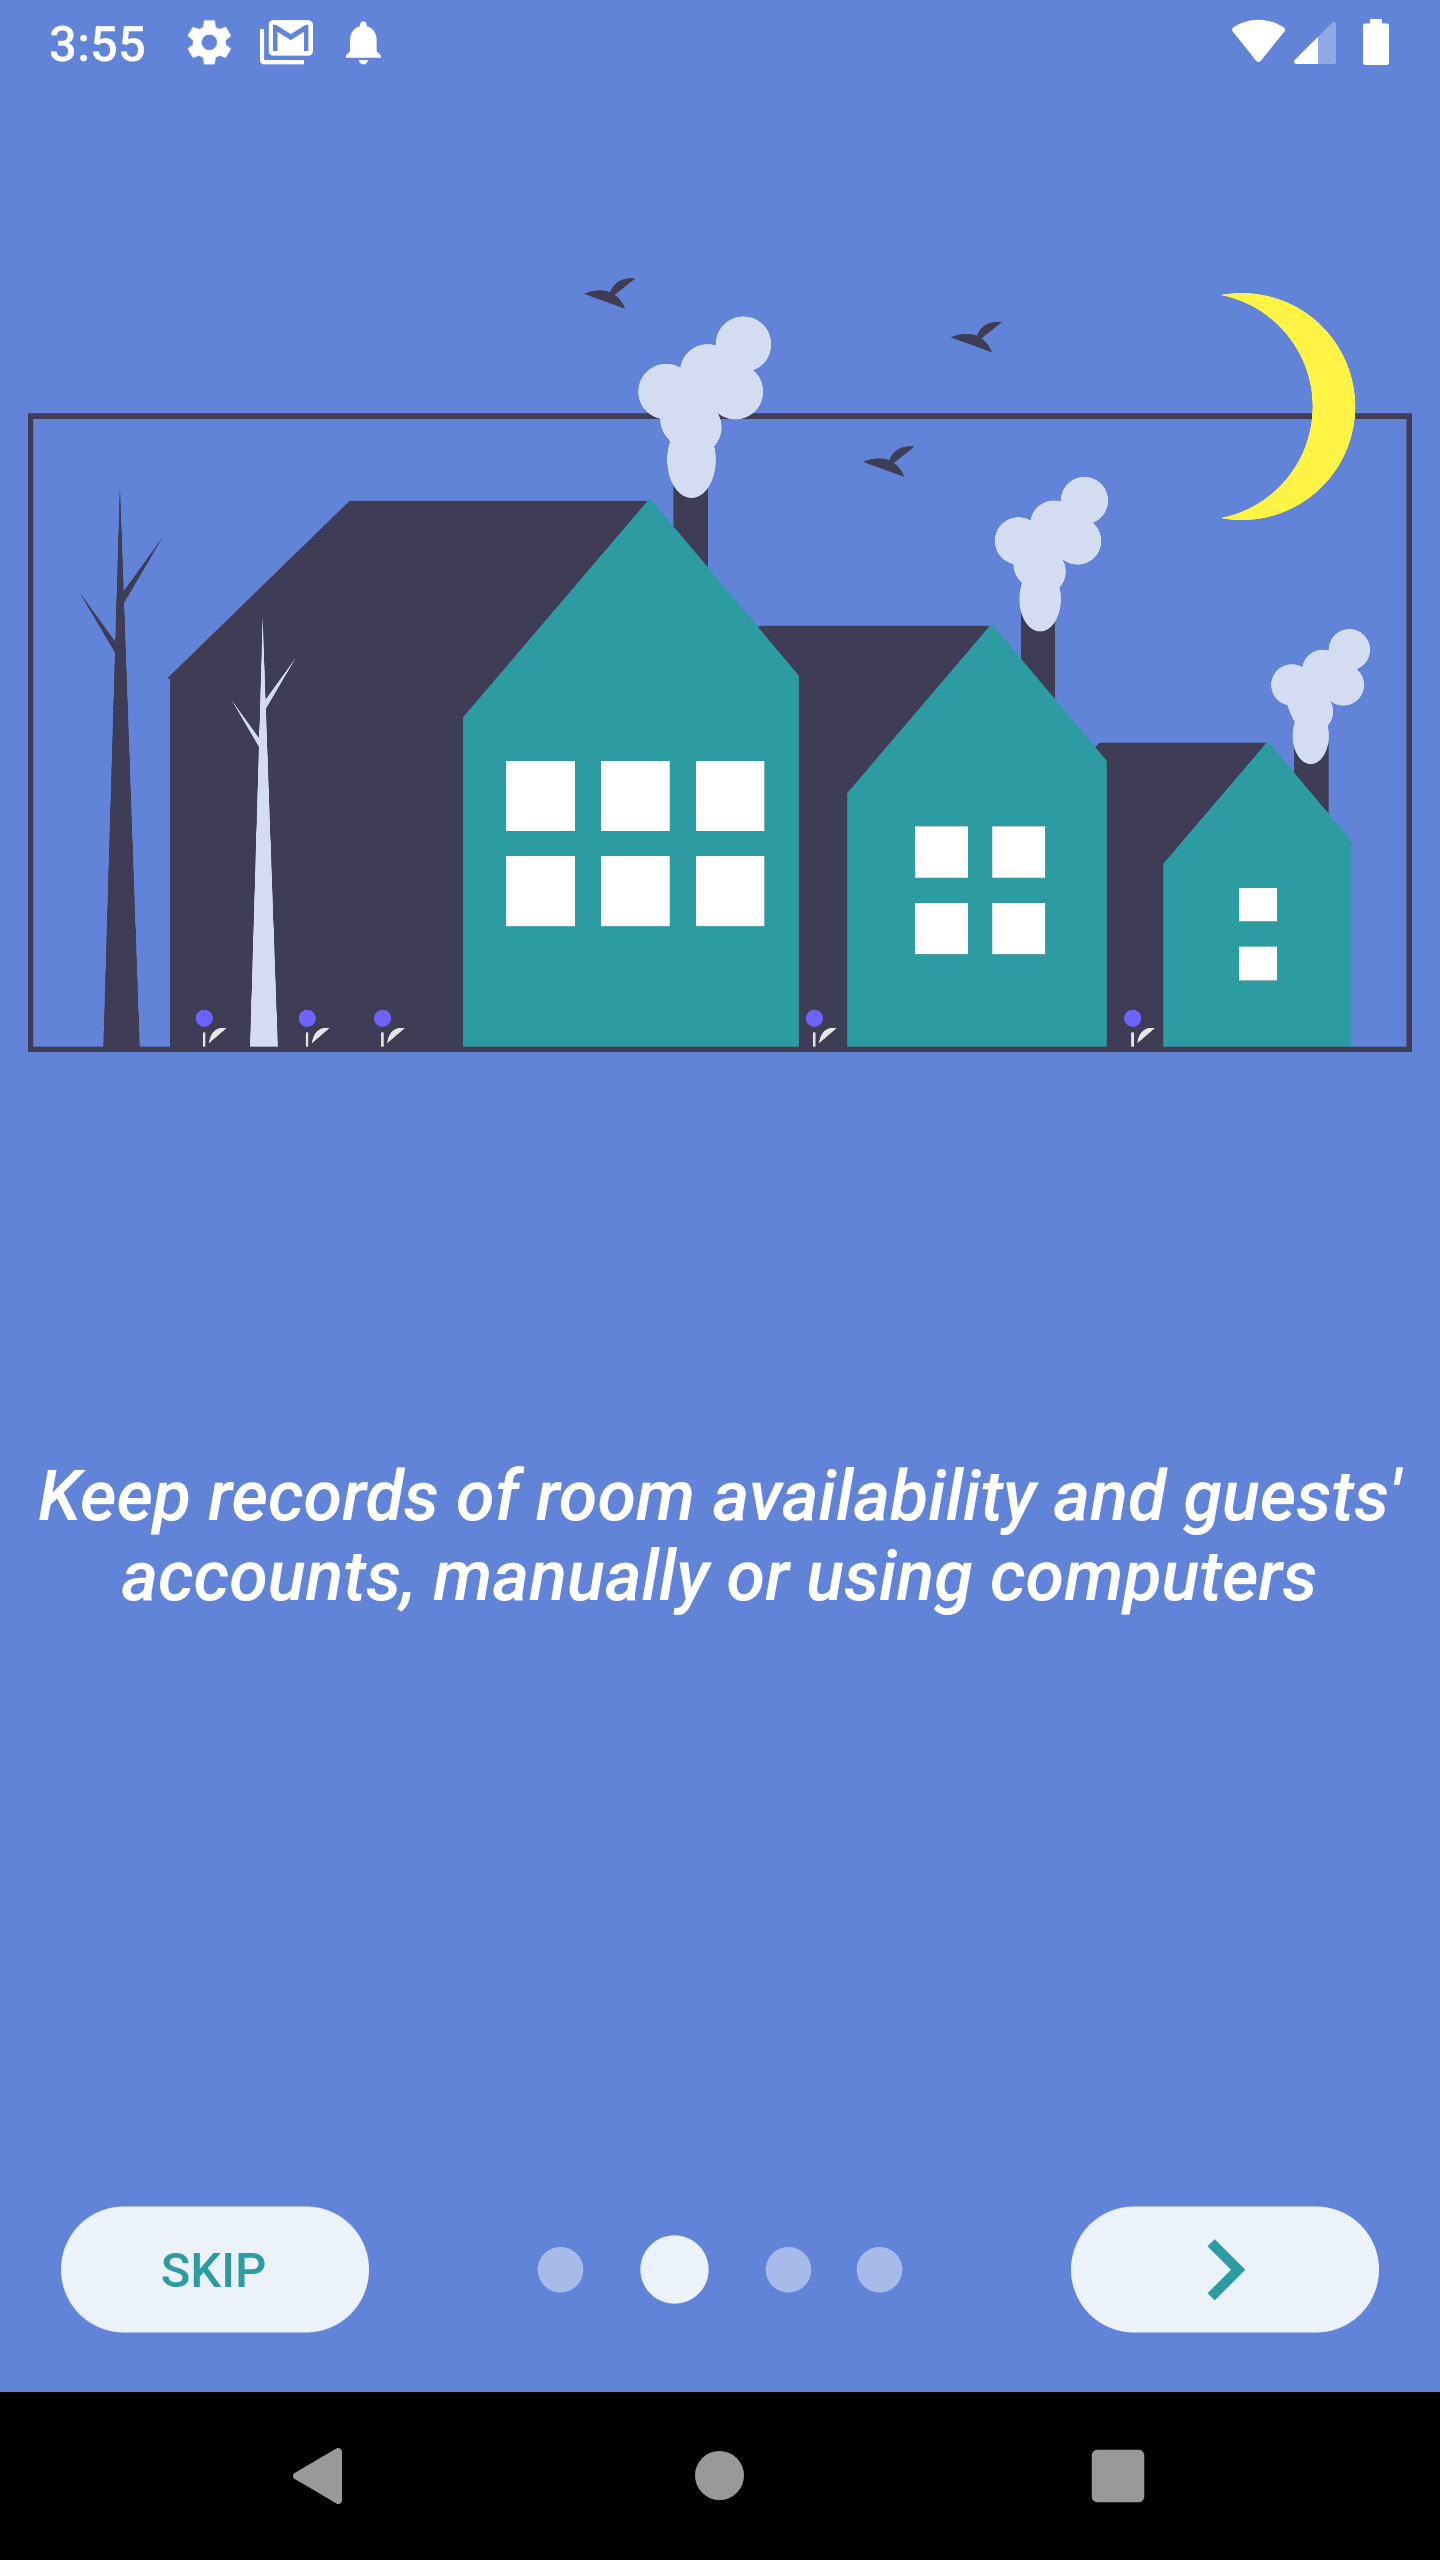 3:55
Keep records of room availability and guests'
accounts, manually or using computers
SKIP